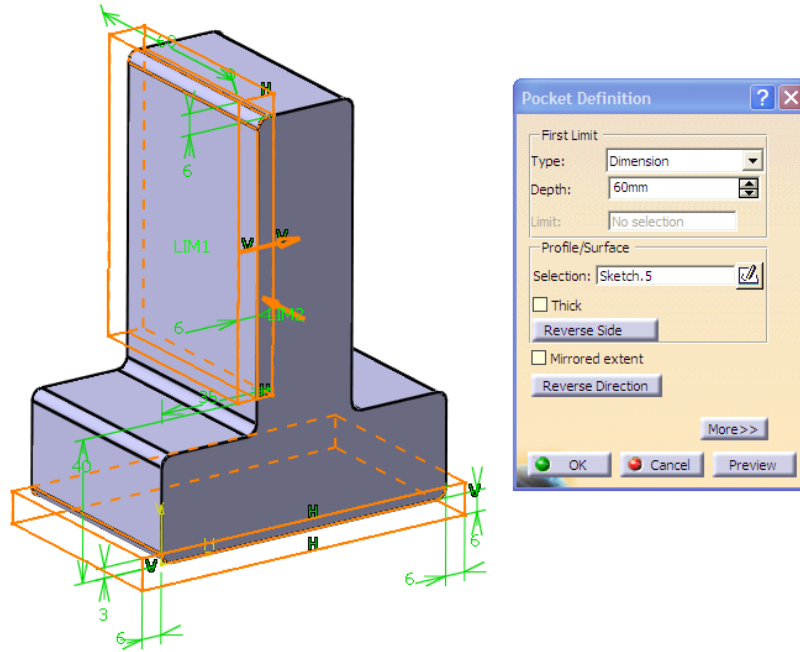 60
H
6
LIM1
V
V
6
LIM2
35
H
40
V
H
H
H
6
V
6
3
6
Pocket Definition
?
X
First Limit
Type: Dimension
Depth: 60mm
Limit: No selection
Profile/Surface
Selection: Sketch.5
Thick
Reverse Side
Mirrored extent
Reverse Direction
More>>
OK Cancel Preview